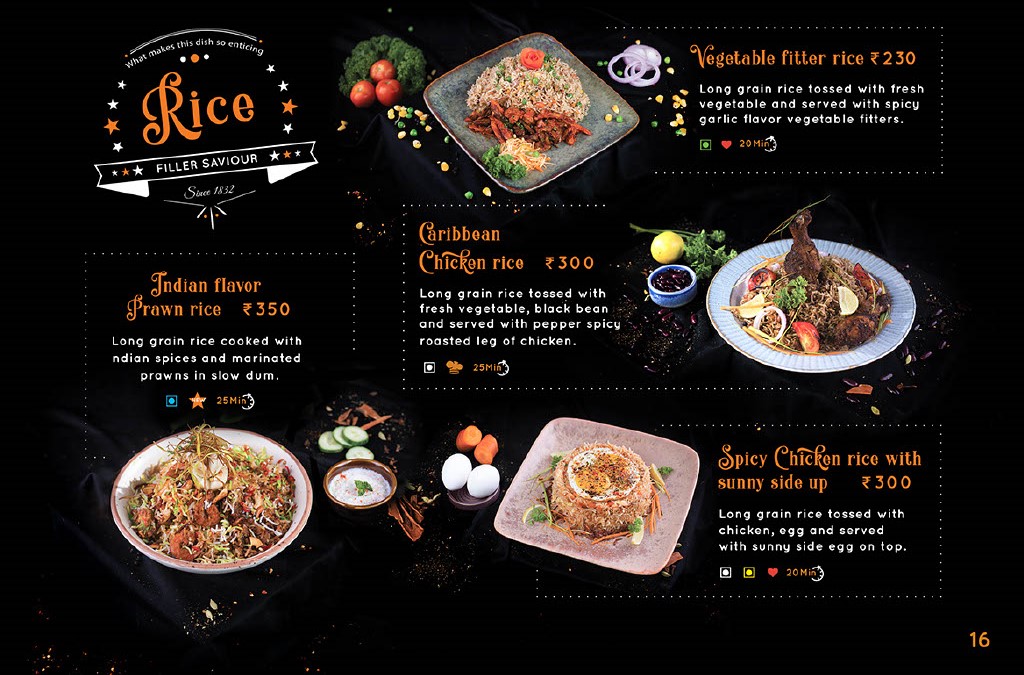 What makes this dish so enticing
Rice
FILLER SAVIOUR
Since 1832
Vegetable fitter rice ₹230
Long grain rice tossed with fresh
vegetable and served with spicy
garlic flavor vegetable fitters.
20Min
Caribbean
Chicken rice ₹300
Long grain rice tossed with
fresh vegetable, black bean
and served with pepper spicy
roasted leg of chicken.
25Min
Indian flavor
Prawn rice ₹350
Long grain rice cooked with
ndian spices and marinated
prawns in slow dum.
25Min
Spicy Chicken rice with
sunny side up ₹300
Long grain rice tossed with
chicken, egg and served
with sunny side egg on top.
20Min
16